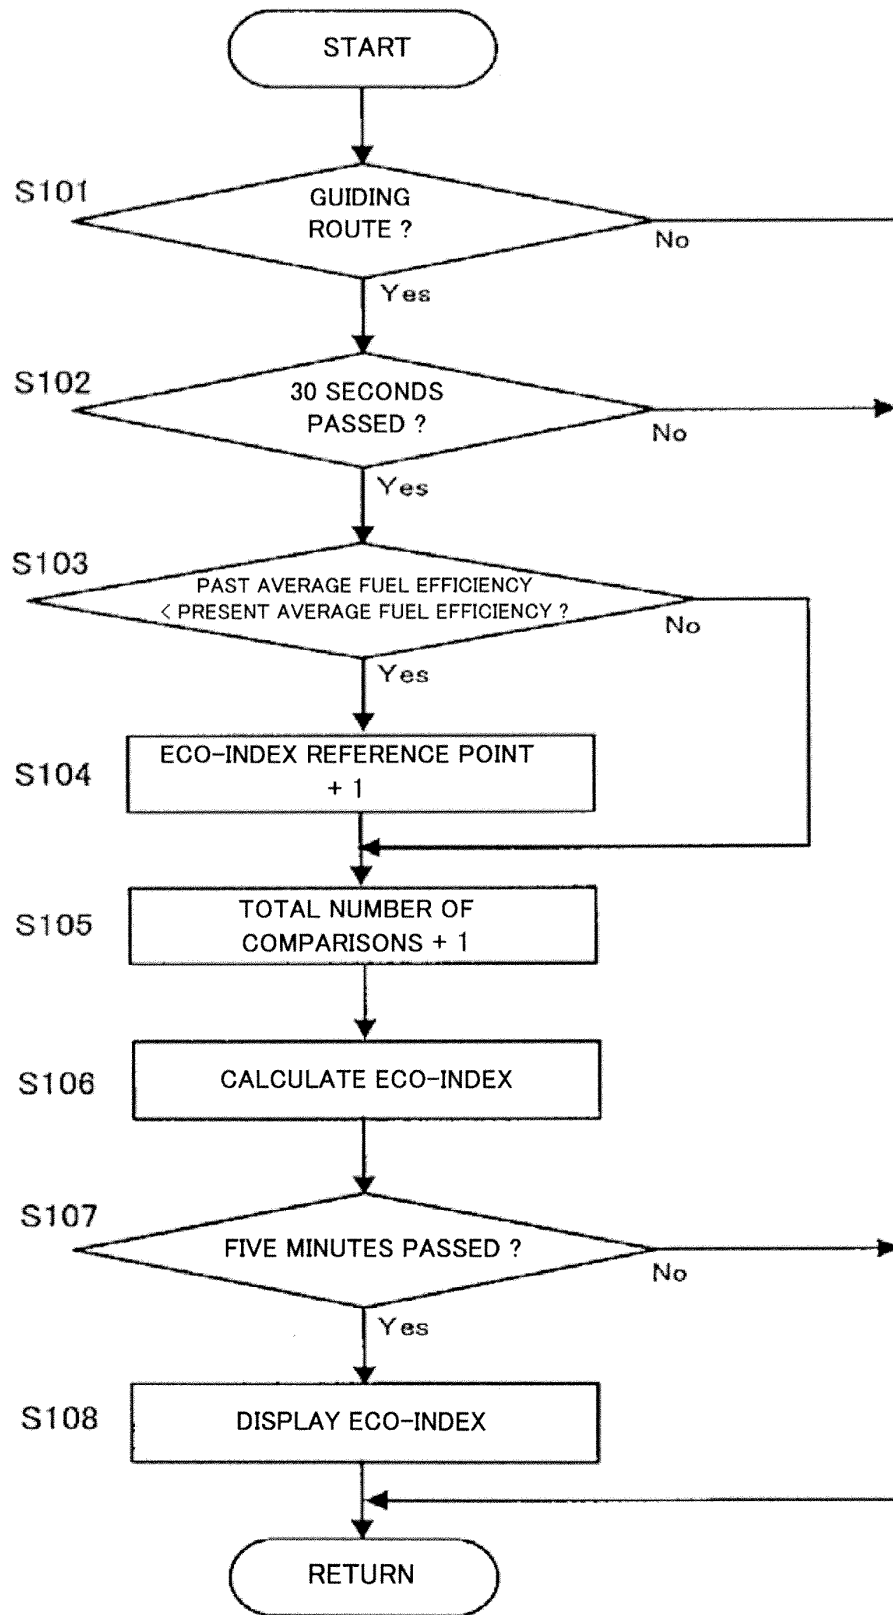 START
S101
GUIDING
ROUTE ?
No
Yes
S102
30 SECONDS
PASSED ?
No
Yes
S103
PAST AVERAGE FUEL EFFICIENCY
< PRESENT AVERAGE FUEL EFFICIENCY ?
No
Yes
S104
ECO-INDEX REFERENCE POINT
+ 1
S105
TOTAL NUMBER OF
COMPARISONS + 1
S106
CALCULATE ECO-INDEX
S107
FIVE MINUTES PASSED ?
No
Yes
S108
DISPLAY ECO-INDEX
RETURN